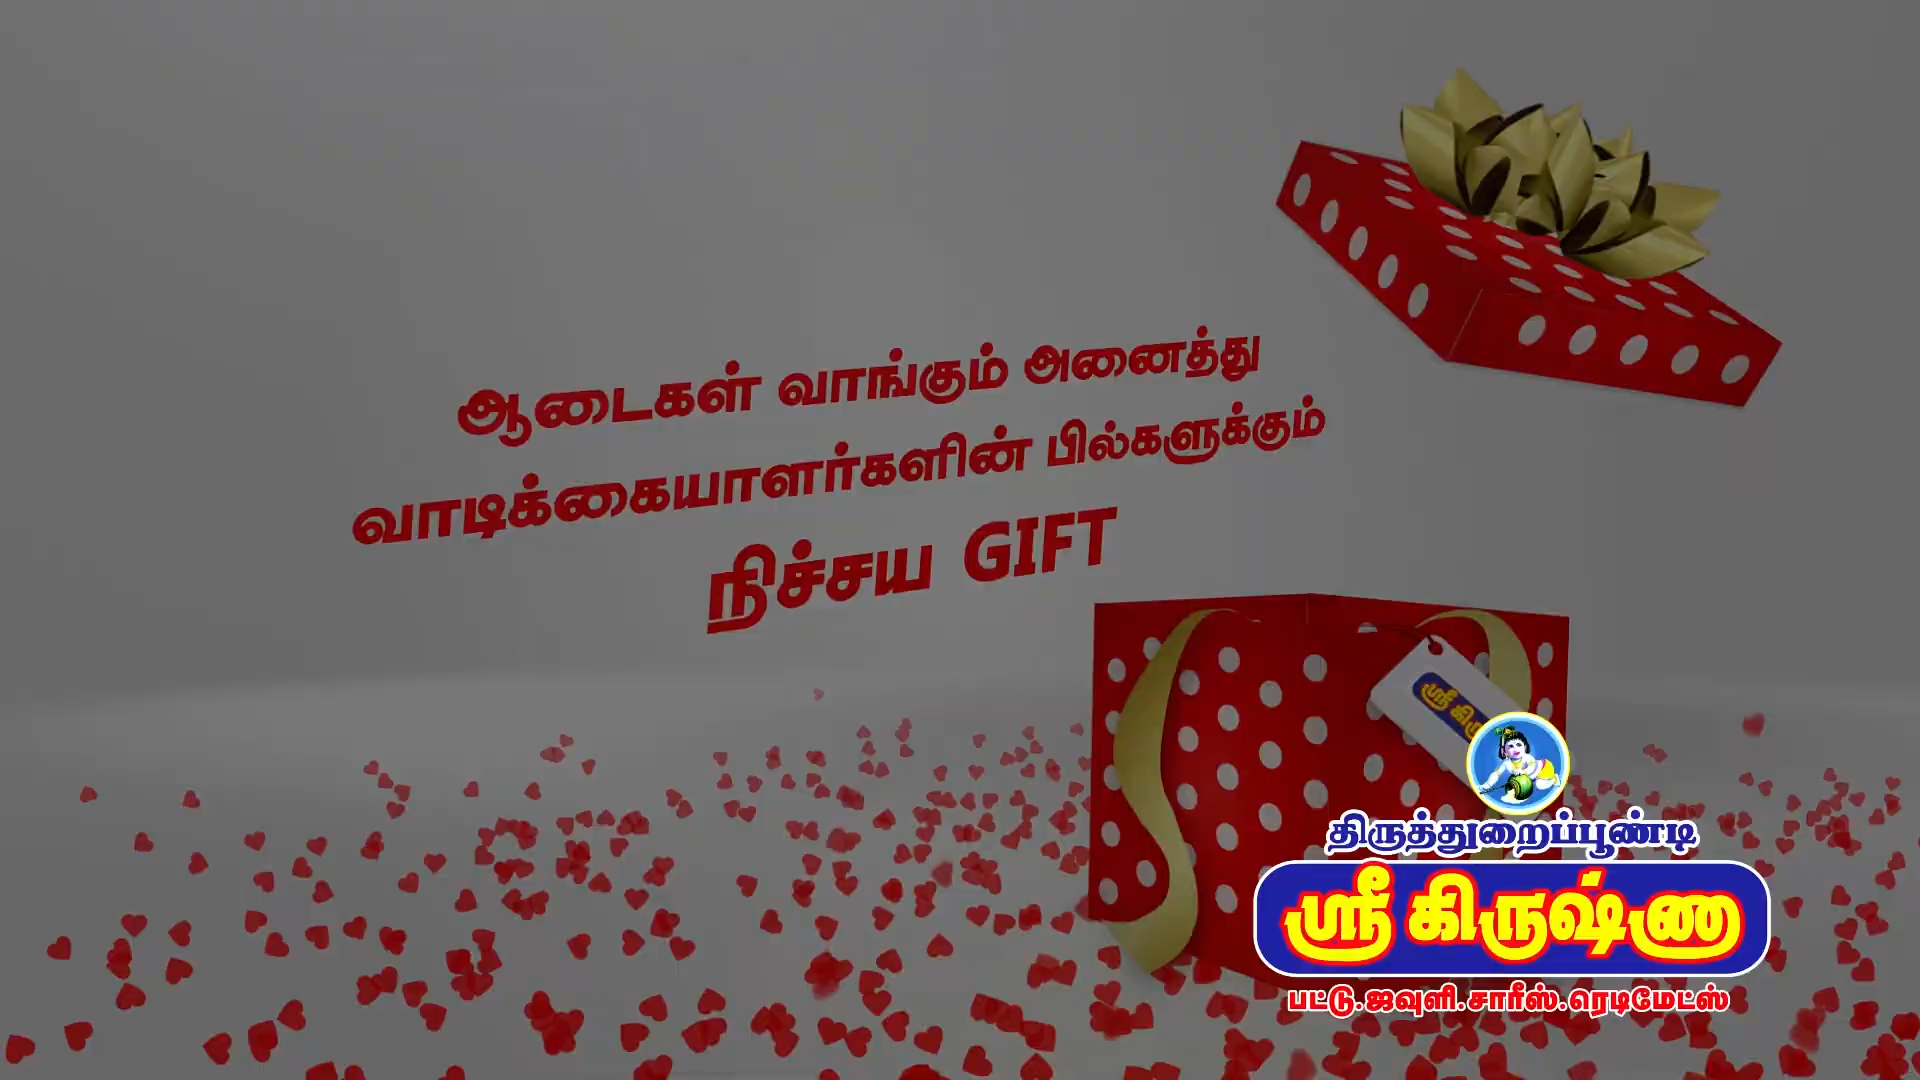 ஆடைகள் வாங்கும் அனைத்து
வாடிக்கையாளர்களின் பில்களுக்கும்
நிச்சய GIFT
ஸ்ரீ கிரு
திருத்துறைப்பூண்டி
ஸ்ரீ கிருஷ்ணா
பட்டு.ஜவுளி.சாரீஸ்.ரெடிமேட்ஸ்